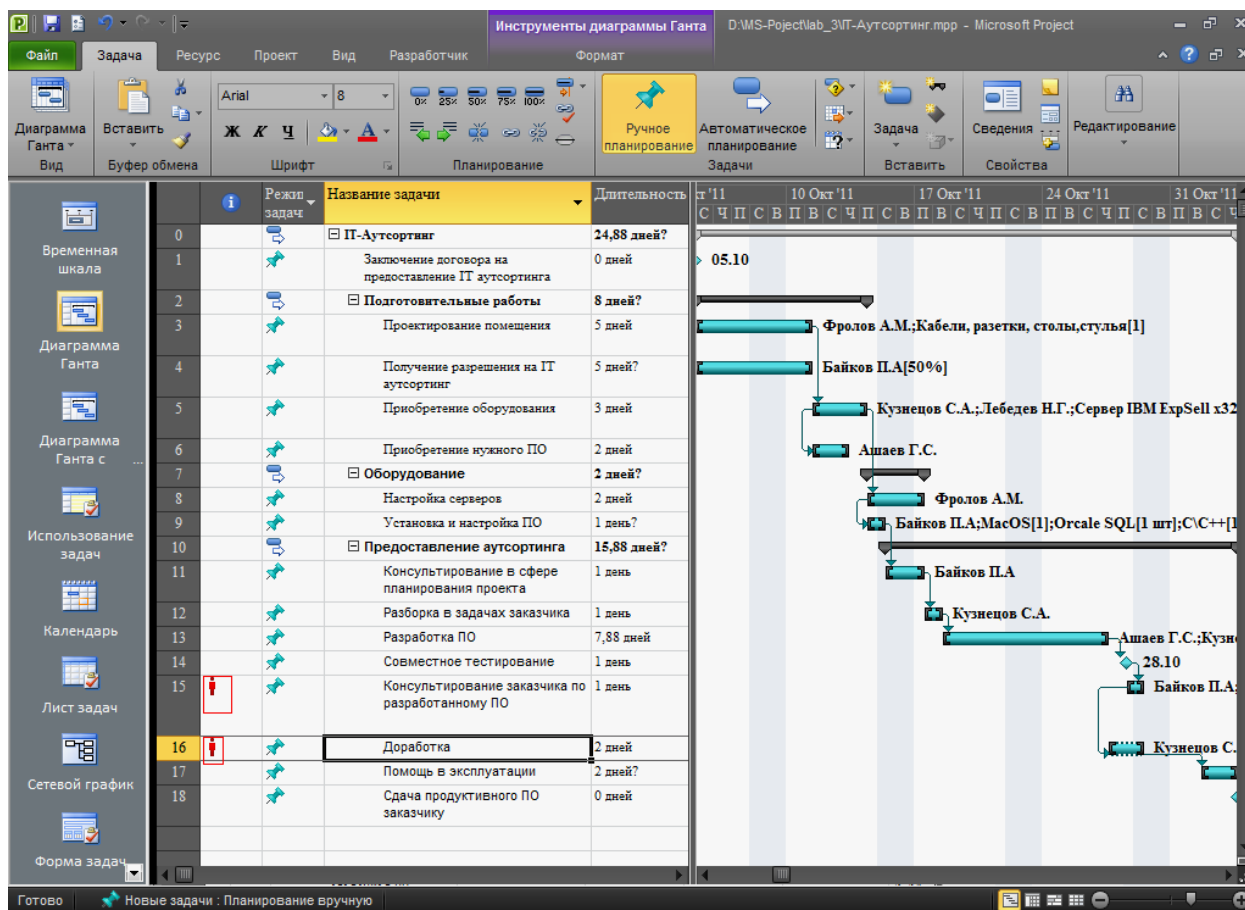 Инструменты диаграммы Ганта
D:\MS-Poject\lab_3\IT-Аутсортинг.mpp - Microsoft Project
Файл Задача Ресурс Проект Вид Разработчик Формат
Диаграмма Ганта
Вид
Вставить
Буфер обмена
Arial 8
Ж К Ч А
Шрифт
0% 25% 50% 75% 100%
Планирование
Ручное планирование
Автоматическое планирование
Задачи
Задача
Вставить
Сведения
Свойства
Редактирование
Временная шкала
Диаграмма Ганта
Диаграмма Ганта с ...
Использование задач
Календарь
Лист задач
Сетевой график
Форма задач
Название задачи Длительность
задач
0 IT-Аутсортинг 24,88 дней?
1 Заключение договора на 0 дней
предоставление IT аутсортинга
2 Подготовительные работы 8 дней?
3 Проектирование помещения 5 дней
4 Получение разрешения на IT 5 дней?
аутсортинг
5 Приобретение оборудования 3 дней
6 Приобретение нужного ПО 2 дней
7 Оборудование 2 дней?
8 Настройка серверов 2 дней
9 Установка и настройка ПО 1 день?
10 Предоставление аутсортинга 15,88 дней?
11 Консультирование в сфере 1 день
планирования проекта
12 Разборка в задачах заказчика 1 день
13 Разработка ПО 7,88 дней
14 Совместное тестирование 1 день
15 Консультирование заказчика по 1 день
разработанному ПО
16 Доработка 2 дней
17 Помощь в эксплуатации 2 дней?
18 Сдача продуктивного ПО 0 дней
заказчику
'11 10 Окт '11 17 Окт '11 24 Окт '11 31 Окт '11
С Ч П С В П В С Ч П С В П В С Ч П С В П В С Ч П С В П В С
05.10
Фролов А.М.;Кабели, разетки, столы,стулья[1]
Байков П.А[50%]
Кузнецов С.А.;Лебедев Н.Г.;Сервер IBM ExpSell x32
Ашаев Г.С.
Фролов А.М.
Байков П.А;MacOS[1];Orcale SQL[1 шт];C\C++[1
Байков П.А
Кузнецов С.А.
Ашаев Г.С.;Кузн
28.10
Байков П.А;
Кузнецов С.
Готово Новые задачи : Планирование вручную